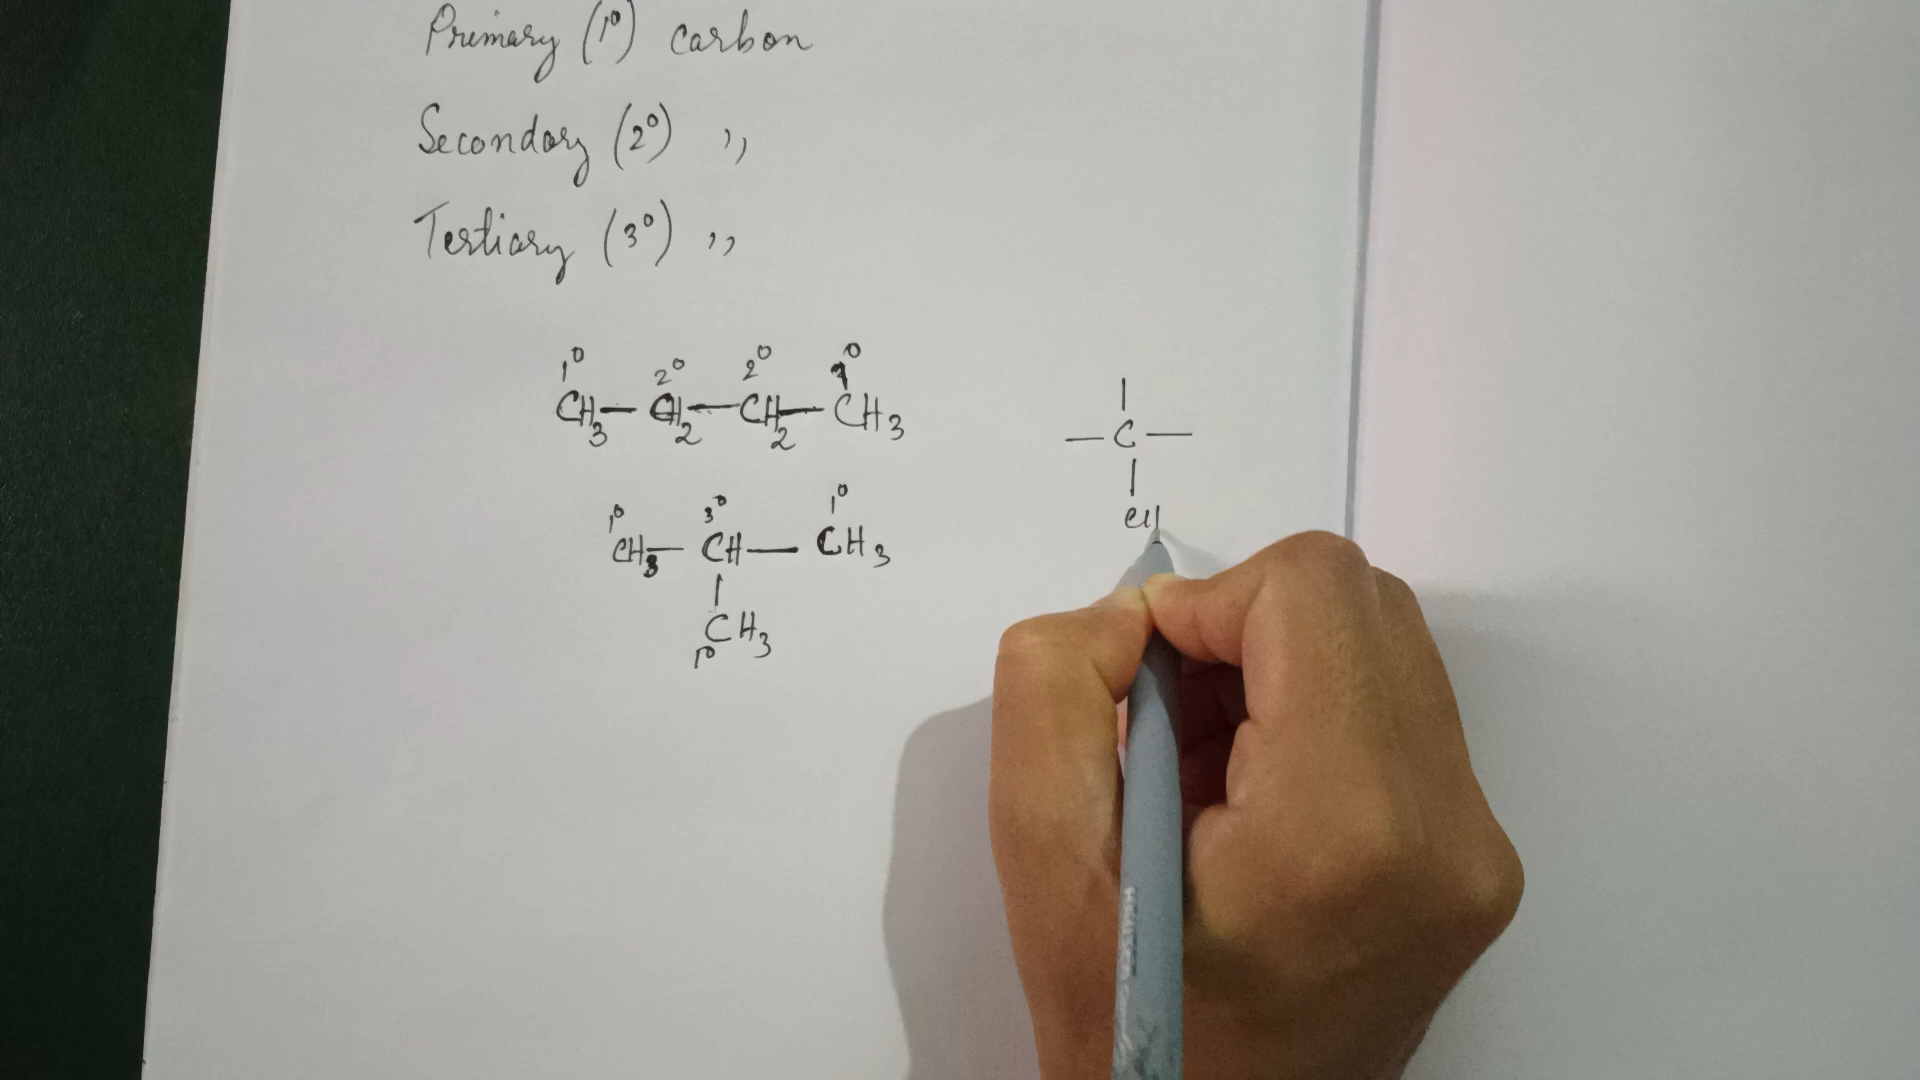 Primary (1°) carbon
Secondary (2°) ,,
Tertiary (3°) ,,
1° 2° 2° 1°
CH3—CH2—CH2—CH3
1° 3° 1°
CH3—CH—CH3
|
CH3
1°
|
—C—
|
CH